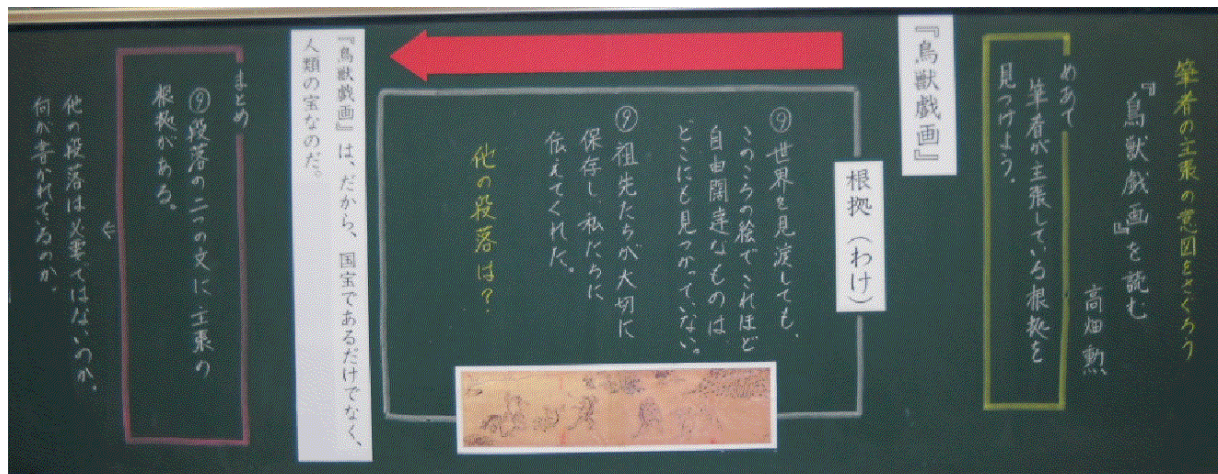 筆者の主張の意図をさぐろう
『鳥獣戯画』を読む
高畑 勲
めあて
筆者が主張している根拠を
見つけよう。
『鳥獣戯画』
根拠(わけ)
⑨世界を見渡しても、
このころの絵でこれほど
自由闊達なものは、
どこにも見つかっていない。
⑨祖先たちが大切に
保存し、私たちに
伝えてくれた。
他の段落は?
『鳥獣戯画』は、だから、国宝であるだけでなく、
人類の宝なのだ。
まとめ
⑨段落の二つの文に主張の
根拠がある。
他の段落は必要ではないのか。
何が書かれているのか。